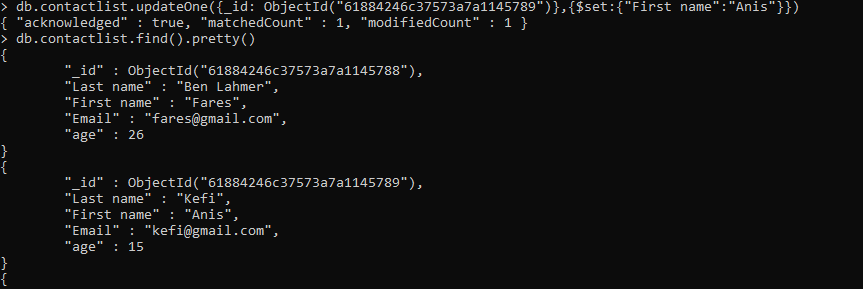 > db.contactlist.updateOne({_id: ObjectId("61884246c37573a7a1145789")},{$set:{"First name":"Anis"}})
{ "acknowledged" : true, "matchedCount" : 1, "modifiedCount" : 1 }
> db.contactlist.find().pretty()
{
        "_id" : ObjectId("61884246c37573a7a1145788"),
        "Last name" : "Ben Lahmer",
        "First name" : "Fares",
        "Email" : "fares@gmail.com",
        "age" : 26
}
{
        "_id" : ObjectId("61884246c37573a7a1145789"),
        "Last name" : "Kefi",
        "First name" : "Anis",
        "Email" : "kefi@gmail.com",
        "age" : 15
}
{